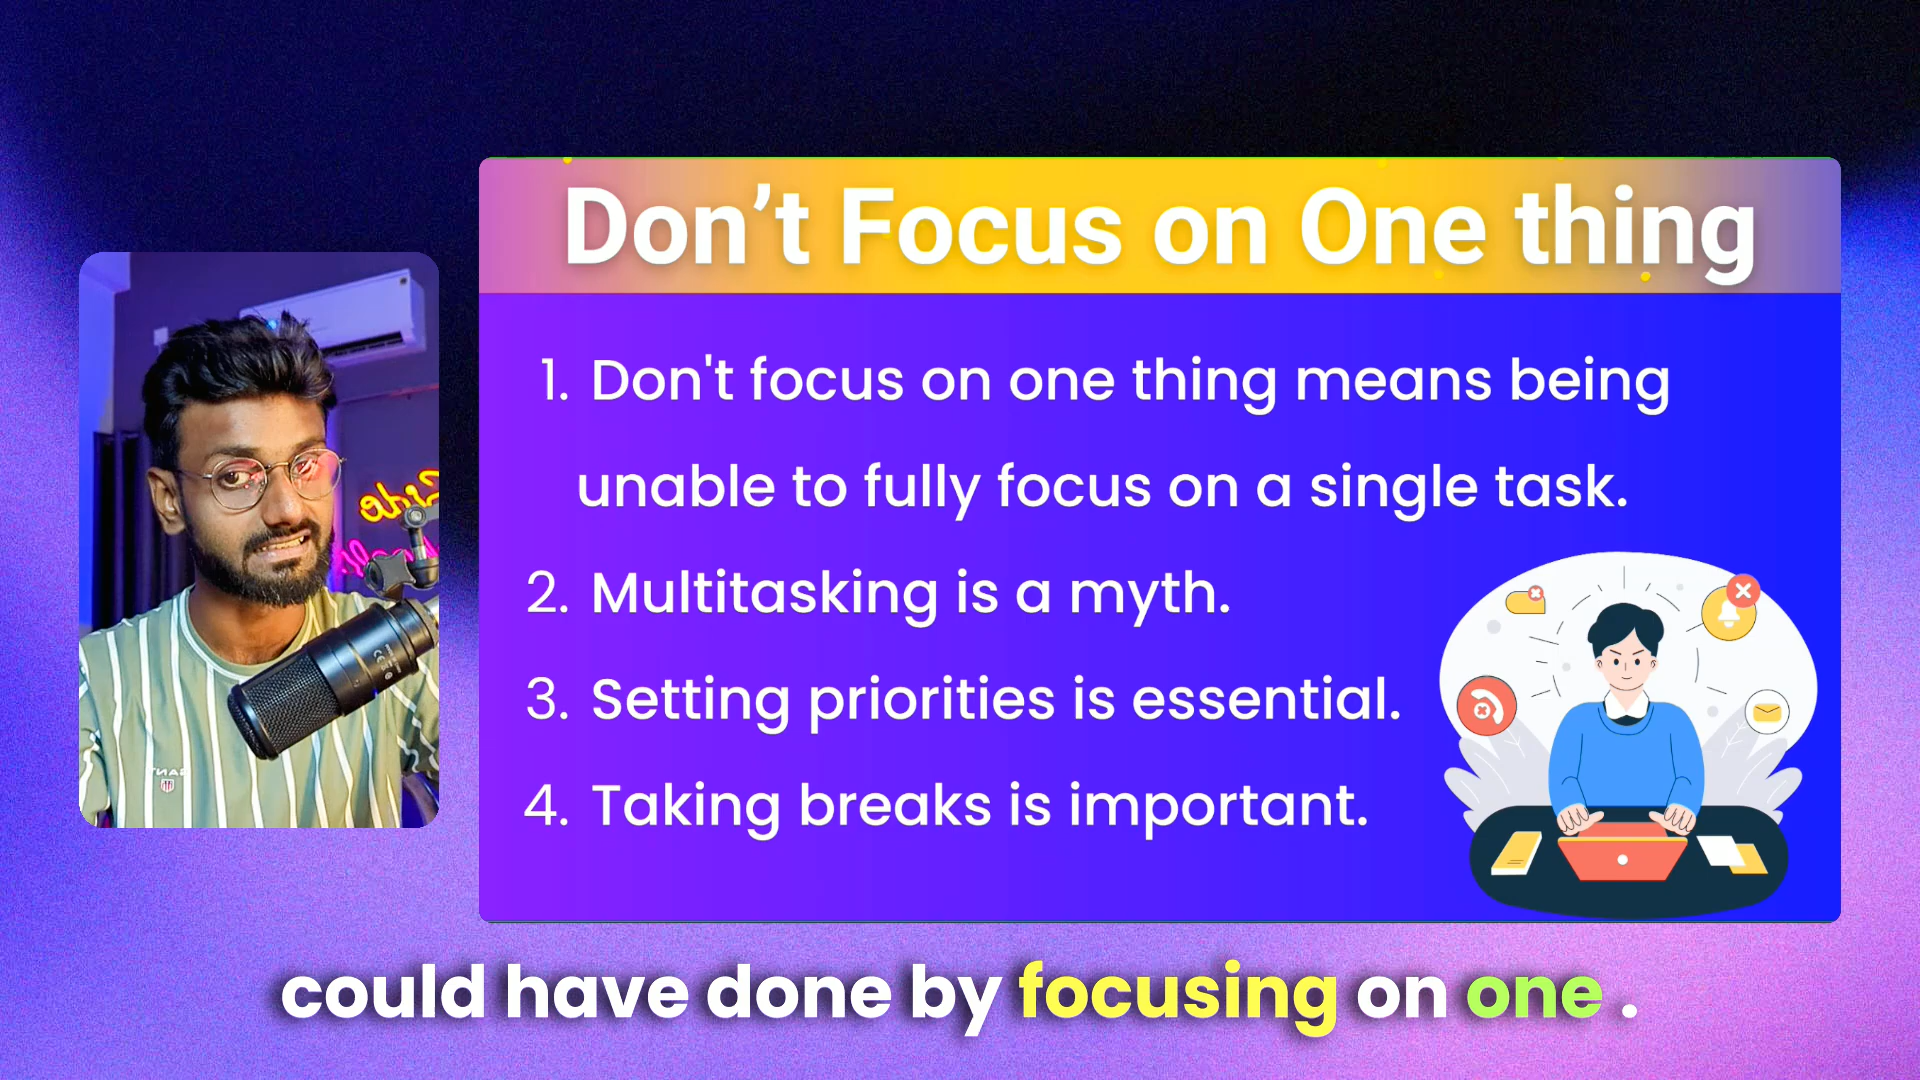 Don’t Focus on One thing
1. Don't focus on one thing means being
unable to fully focus on a single task.
2. Multitasking is a myth.
3. Setting priorities is essential.
4. Taking breaks is important.
could have done by focusing on one .